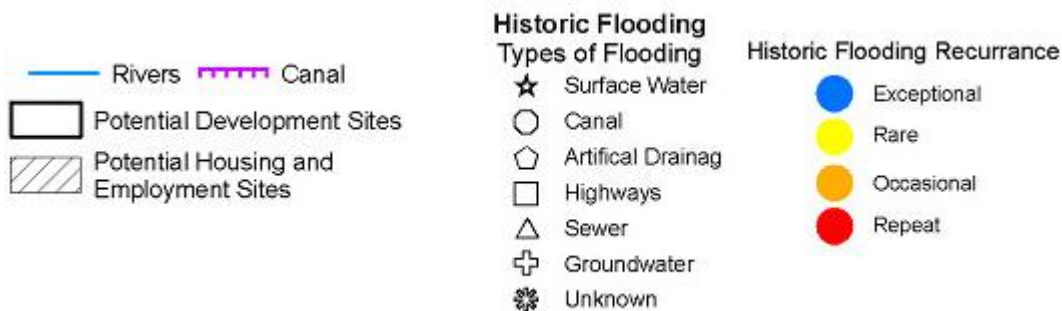 Rivers
Canal
Potential Development Sites
Potential Housing and
Employment Sites
Historic Flooding
Types of Flooding
Surface Water
Canal
Artifical Drainag
Highways
Sewer
Groundwater
Unknown
Historic Flooding Recurrance
Exceptional
Rare
Occasional
Repeat